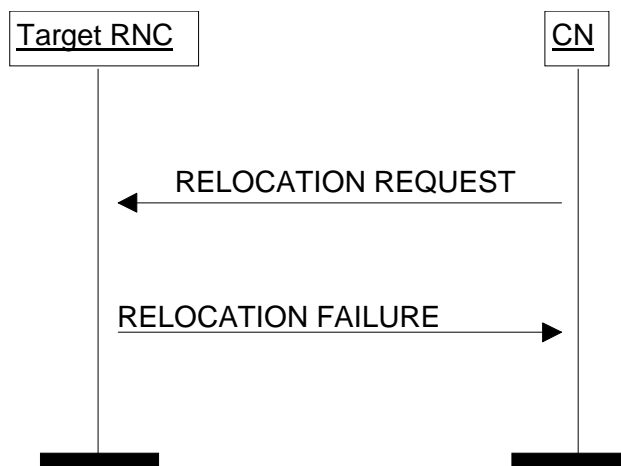 Target RNC
CN
RELOCATION REQUEST
RELOCATION FAILURE